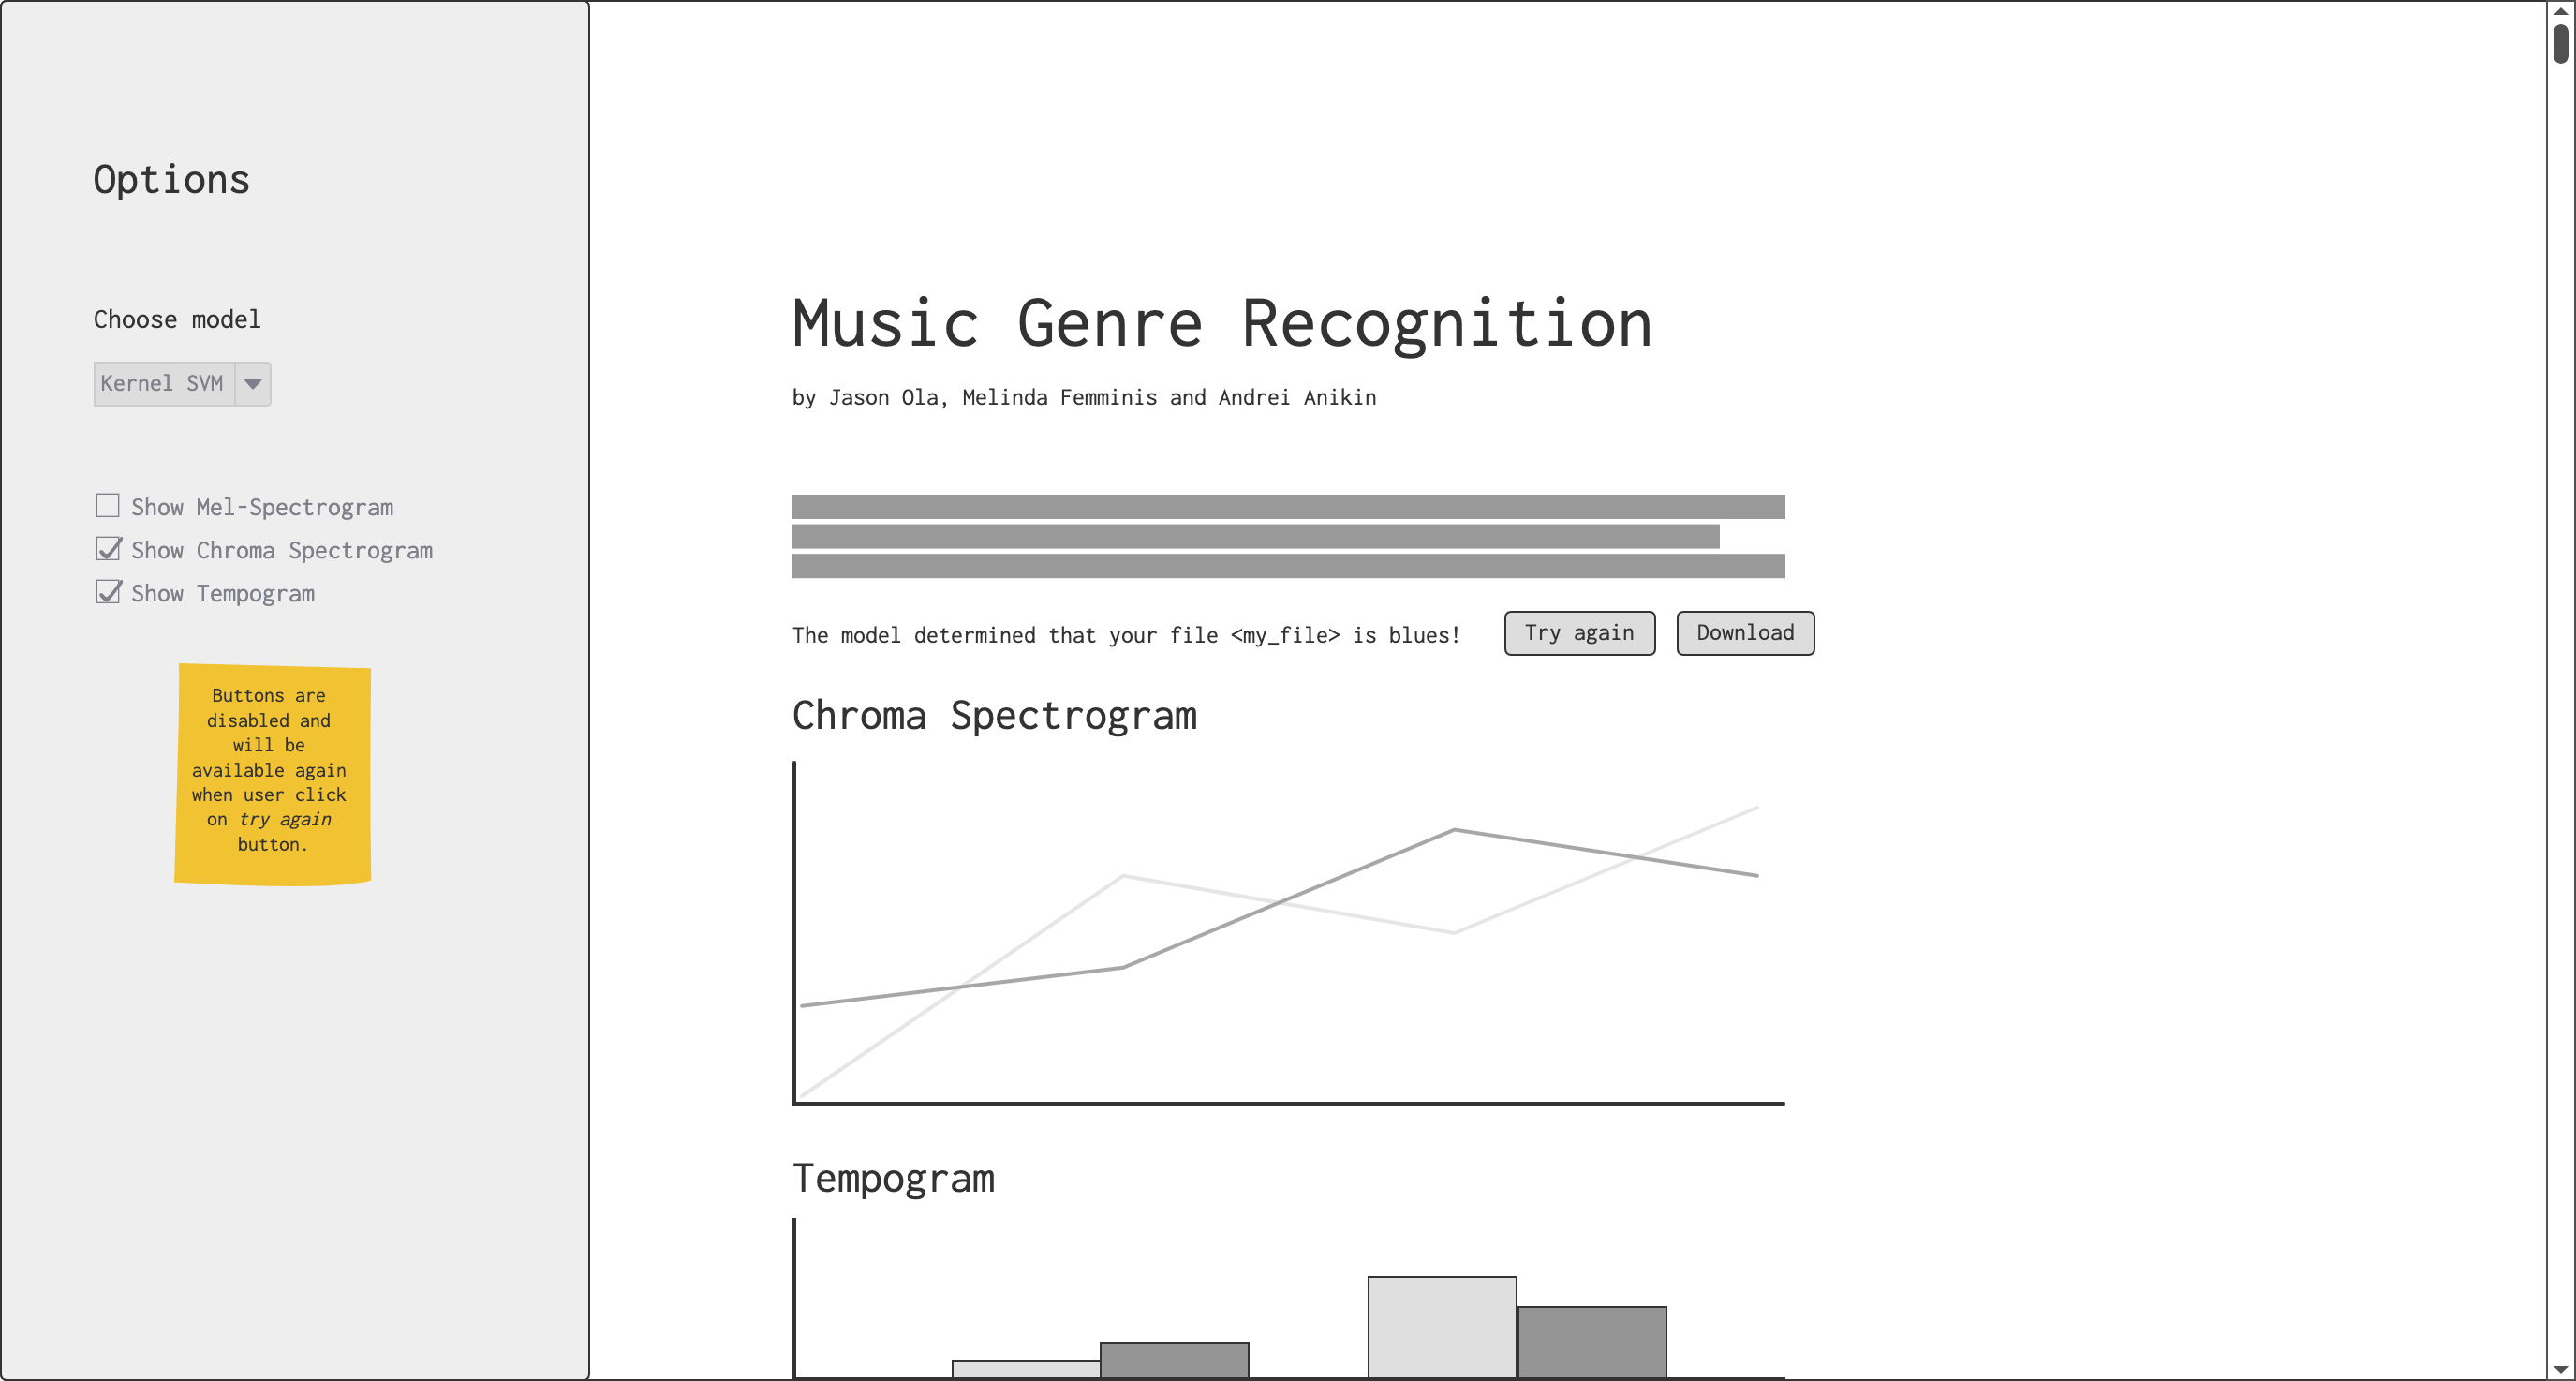 Options
Choose model
Kernel SVM
Show Mel-Spectrogram
Show Chroma Spectrogram
Show Tempogram
Buttons are
disabled and
will be
available again
when user click
on try again
button.
Music Genre Recognition
by Jason Ola, Melinda Femminis and Andrei Anikin
The model determined that your file <my_file> is blues!
Try again
Download
Chroma Spectrogram
Tempogram